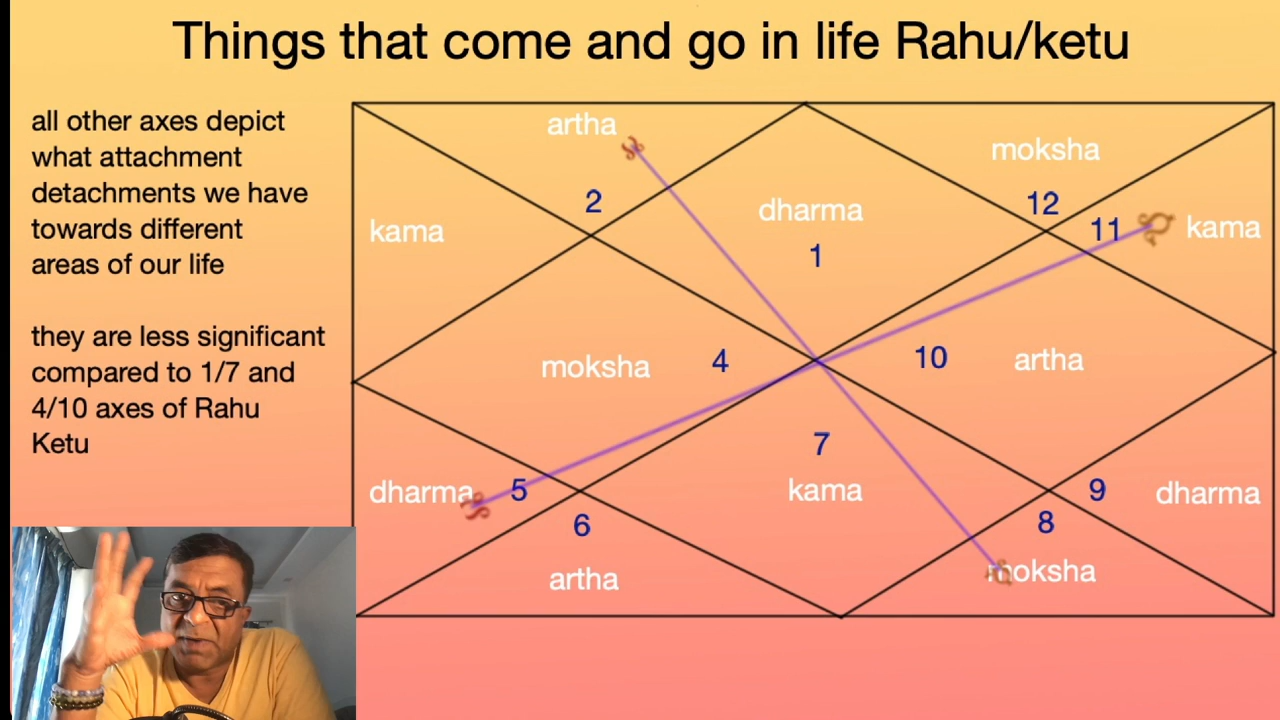 Things that come and go in life Rahu/ketu
all other axes depict
what attachment
detachments we have
towards different
areas of our life
they are less significant
compared to 1/7 and
4/10 axes of Rahu
Ketu
artha
2
kama
dharma
1
moksha
12
11
kama
moksha
4
10
artha
7
kama
dharma
5
6
artha
9
dharma
8
moksha